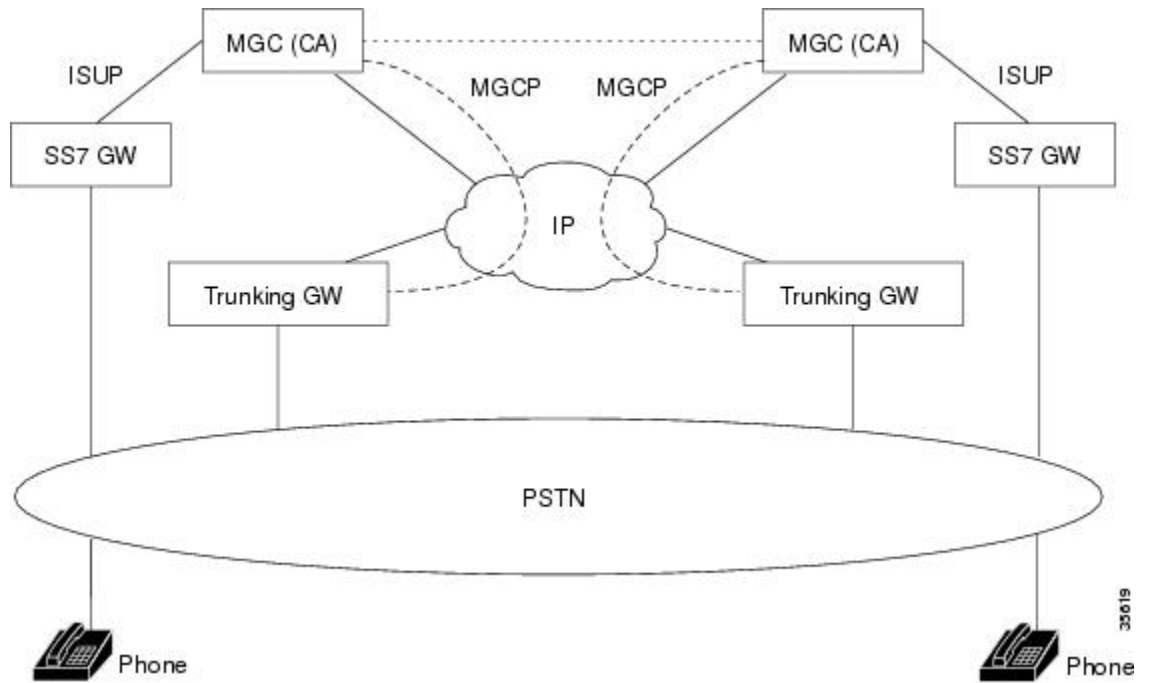 MGC (CA)
MGC (CA)
ISUP
MGCP
MGCP
ISUP
SS7 GW
SS7 GW
IP
Trunking GW
Trunking GW
PSTN
35619
Phone
Phone